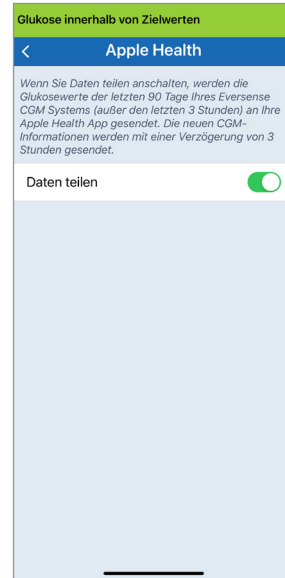 Glukose innerhalb von Zielwerten
Apple Health
Wenn Sie Daten teilen anschalten, werden die
Glukosewerte der letzten 90 Tage Ihres Eversense
CGM Systems (außer den letzten 3 Stunden) an Ihre
Apple Health App gesendet. Die neuen CGM-
Informationen werden mit einer Verzögerung von 3
Stunden gesendet.
Daten teilen